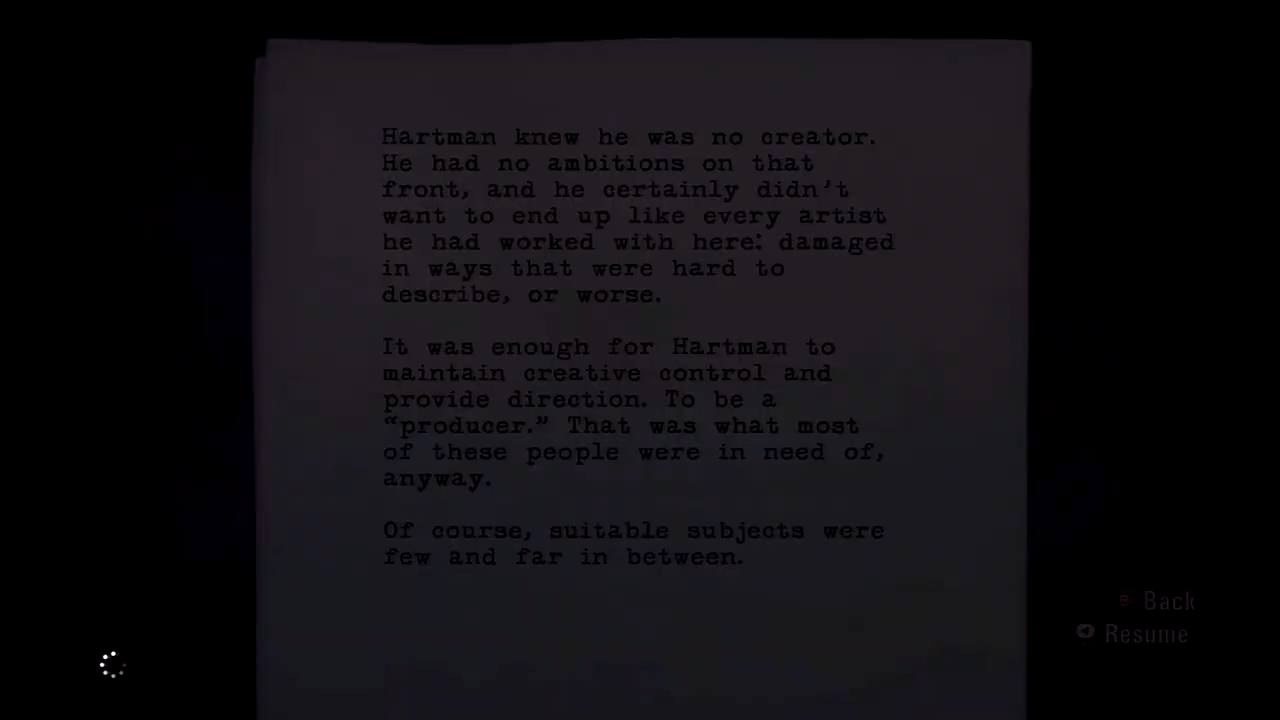 Hartman knew he was no creator.
He had no ambitions on that
front, and he certainly didn't
want to end up like every artist
he had worked with here: damaged
in ways that were hard to
describe, or worse.
It was enough for Hartman to
maintain creative control and
provide direction. To be a
“producer.” That was what most
of these people were in need of,
anyway.
Of course, suitable subjects were
few and far in between.
Back
Resume